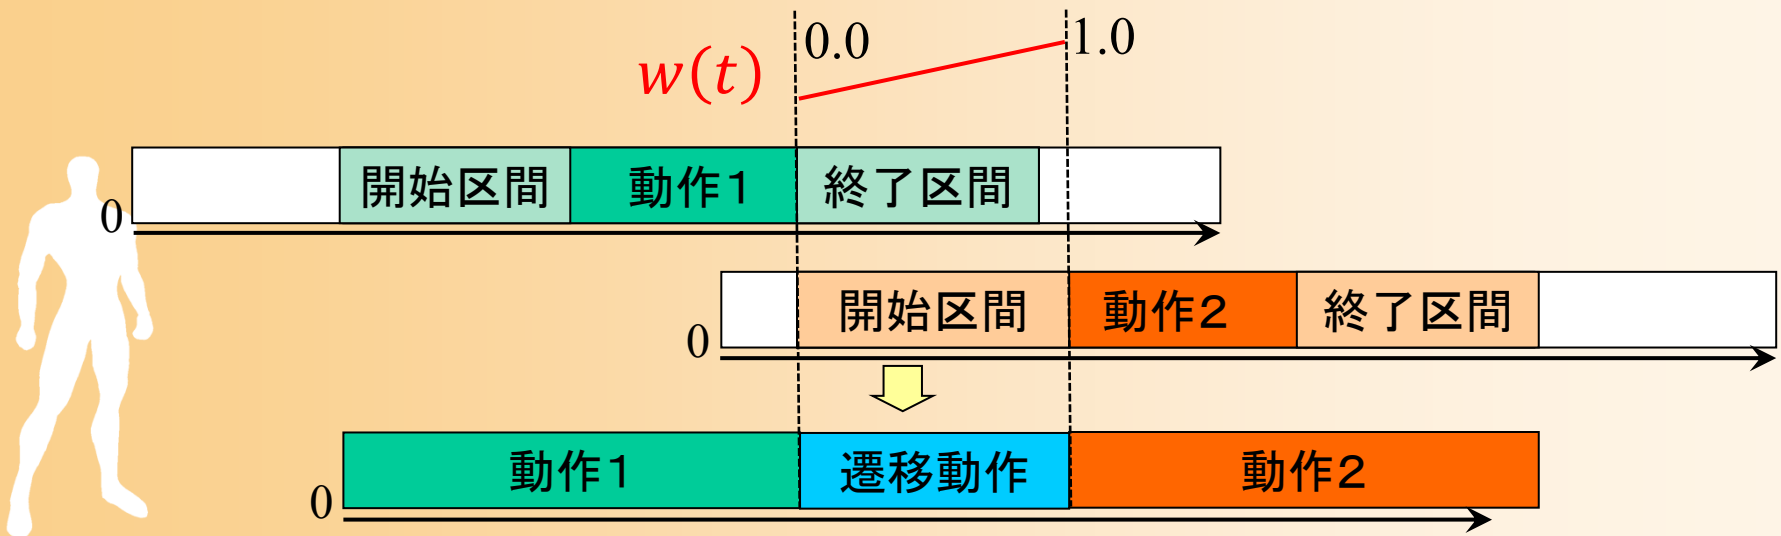 0.0
1.0
w(t)
開始区間 動作1 終了区間
0
開始区間 動作2 終了区間
0
動作1 遷移動作 動作2
0